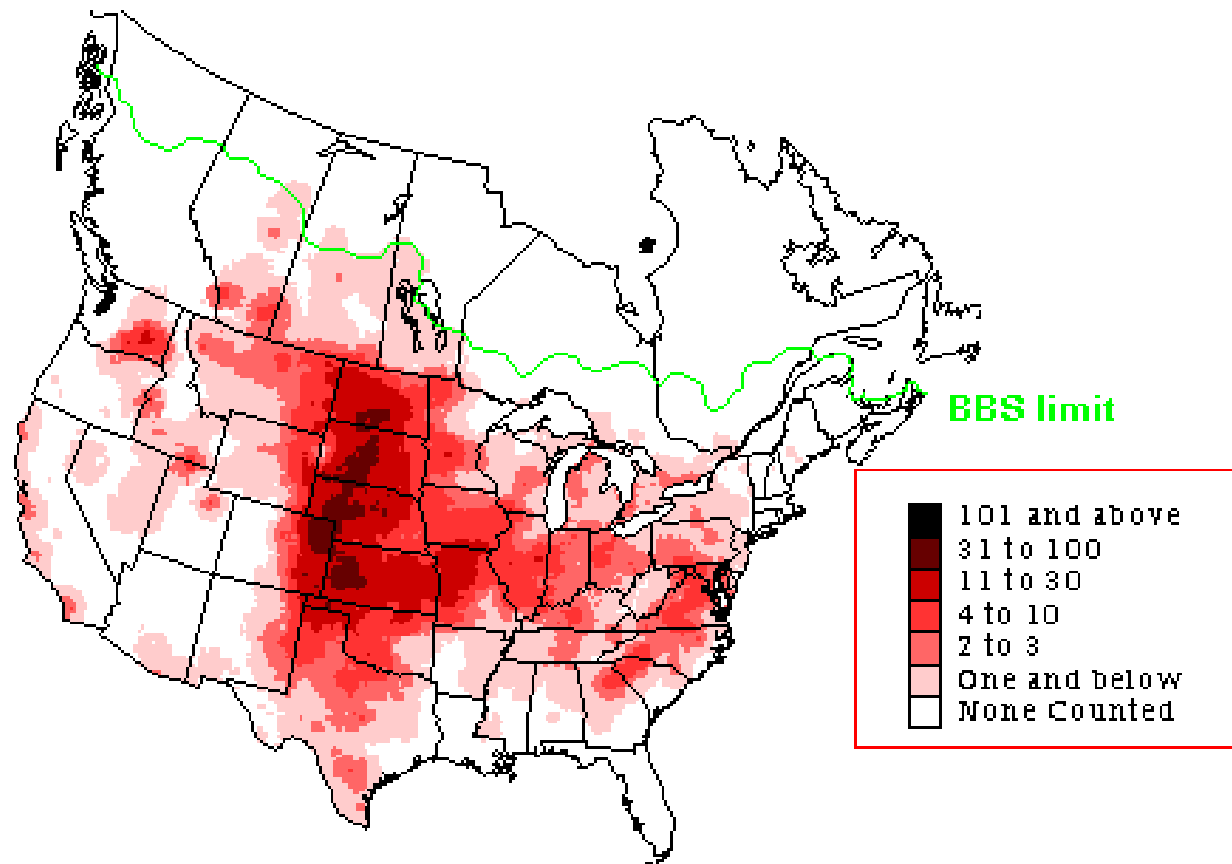 BBS limit
101 and above
31 to 100
11 to 30
4 to 10
2 to 3
One and below
None Counted